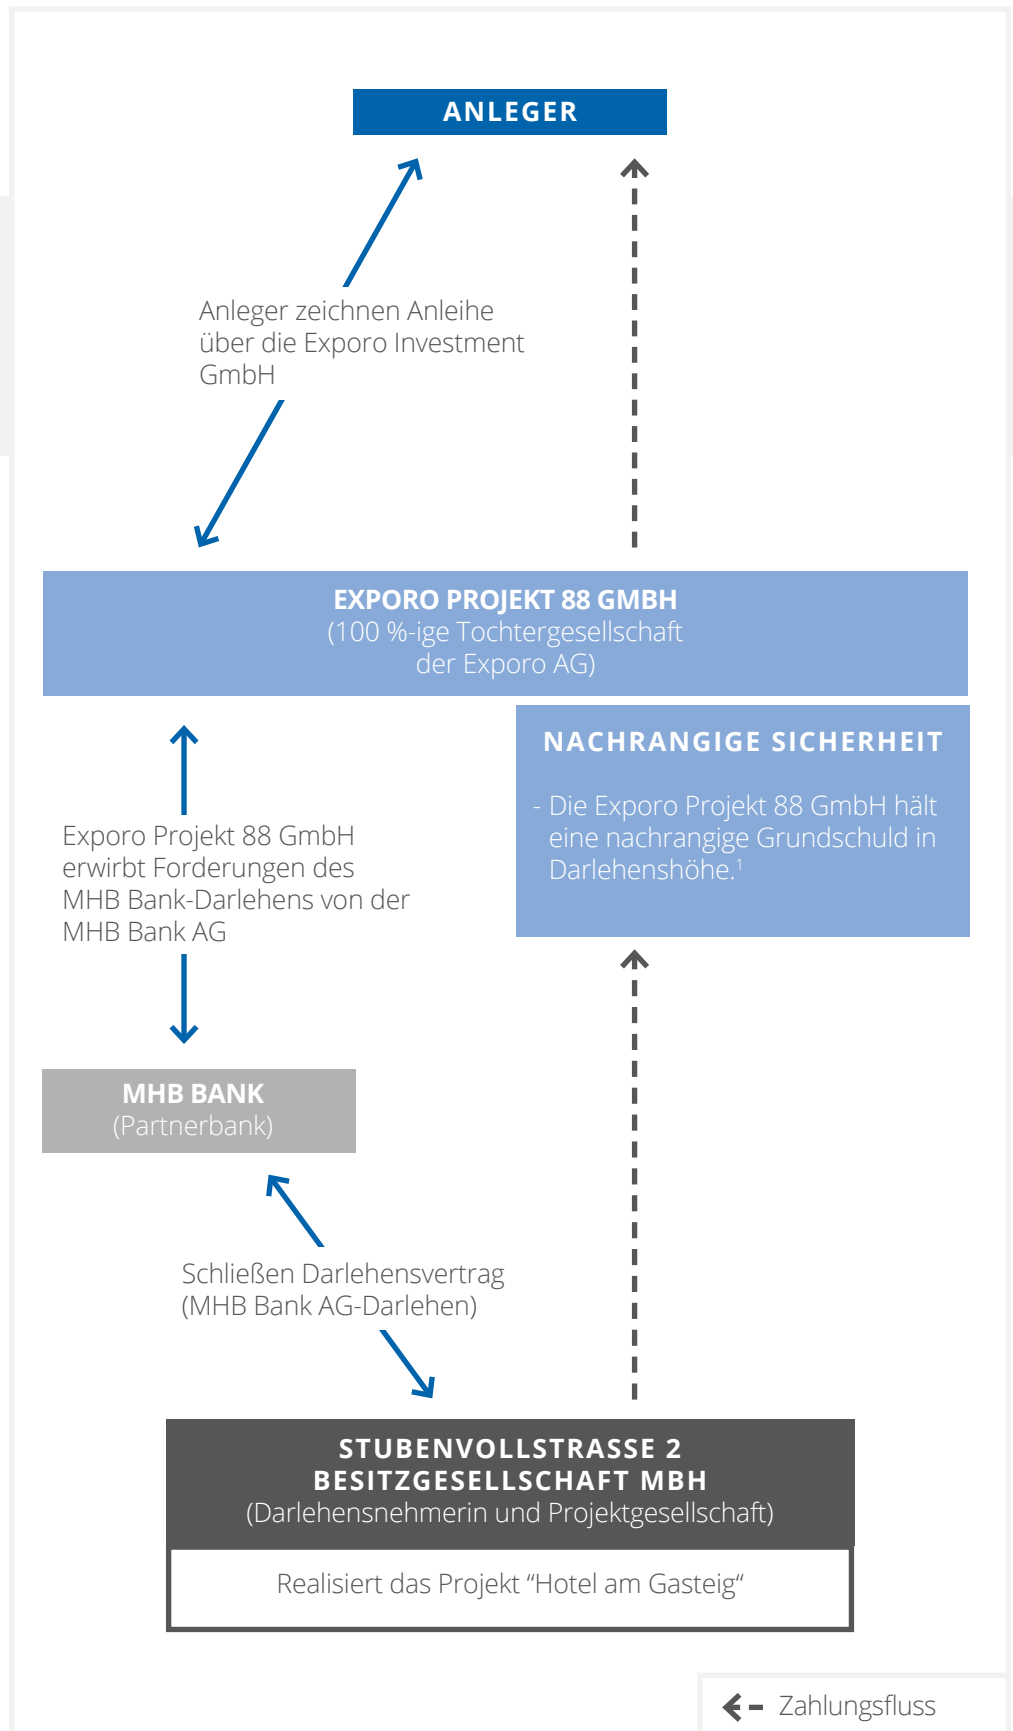 ANLEGER
Anleger zeichnen Anleihe
über die Exporo Investment
GmbH
EXPORO PROJEKT 88 GMBH
(100 %-ige Tochtergesellschaft
der Exporo AG)
NACHRANGIGE SICHERHEIT
- Die Exporo Projekt 88 GmbH hält
eine nachrangige Grundschuld in
Darlehenshöhe.¹
Exporo Projekt 88 GmbH
erwirbt Forderungen des
MHB Bank-Darlehens von der
MHB Bank AG
MHB BANK
(Partnerbank)
Schließen Darlehensvertrag
(MHB Bank AG-Darlehen)
STUBENVOLLSTRASSE 2
BESITZGESELLSCHAFT MBH
(Darlehensnehmerin und Projektgesellschaft)
Realisiert das Projekt “Hotel am Gasteig“
Zahlungsfluss